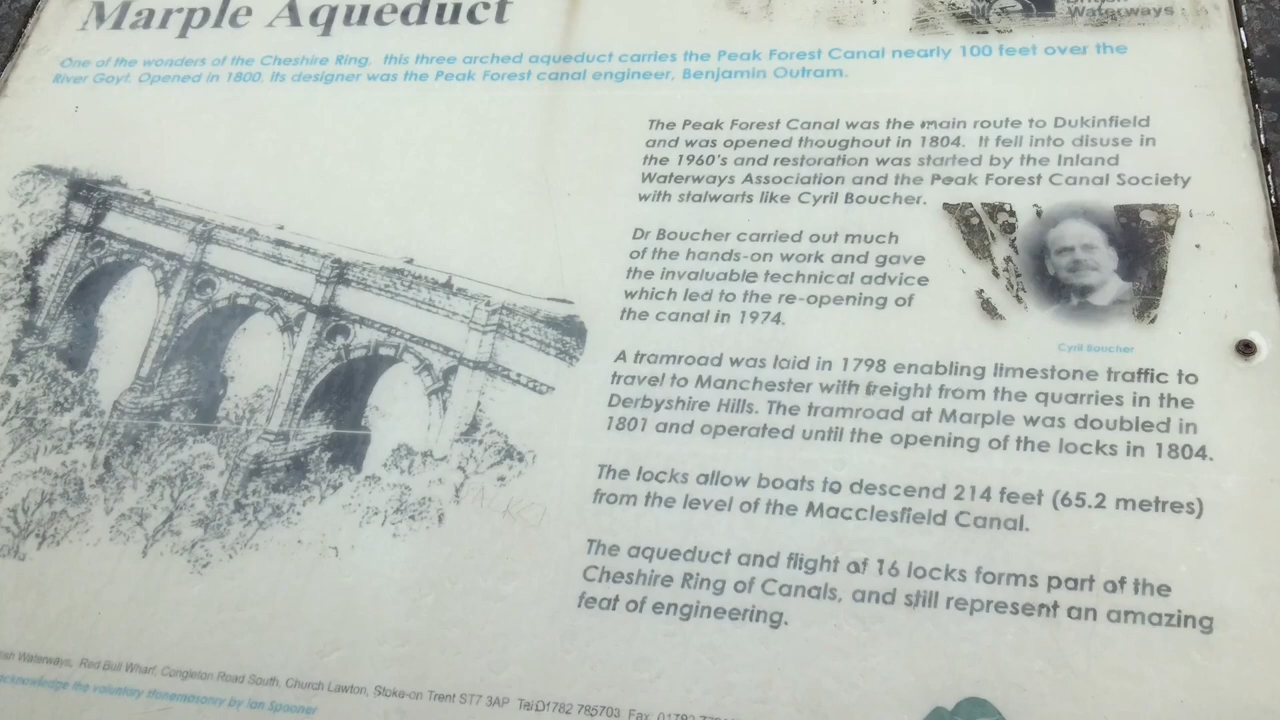 Marple Aqueduct
British
Waterways
One of the wonders of the Cheshire Ring, this three arched aqueduct carries the Peak Forest Canal nearly 100 feet over the
River Goyt. Opened in 1800. Its designer was the Peak Forest canal engineer, Benjamin Outram.
The Peak Forest Canal was the main route to Dukinfield
and was opened thoughout in 1804. It fell into disuse in
the 1960's and restoration was started by the Inland
Waterways Association and the Peak Forest Canal Society
with stalwarts like Cyril Boucher.
Dr Boucher carried out much
of the hands-on work and gave
the invaluable technical advice
which led to the re-opening of
the canal in 1974.
Cyril Boucher
A tramroad was laid in 1798 enabling limestone traffic to
travel to Manchester with freight from the quarries in the
Derbyshire Hills. The tramroad at Marple was doubled in
1801 and operated until the opening of the locks in 1804.
The locks allow boats to descend 214 feet (65.2 metres)
from the level of the Macclesfield Canal.
The aqueduct and flight of 16 locks forms part of the
Cheshire Ring of Canals, and still represent an amazing
feat of engineering.
ish Waterways, Red Bull Wharf, Congleton Road South, Church Lawton, Stoke-on Trent ST7 3AP Tel:01782 785703 Fax
acknowledge the voluntary stonemasonry by Ian Spooner